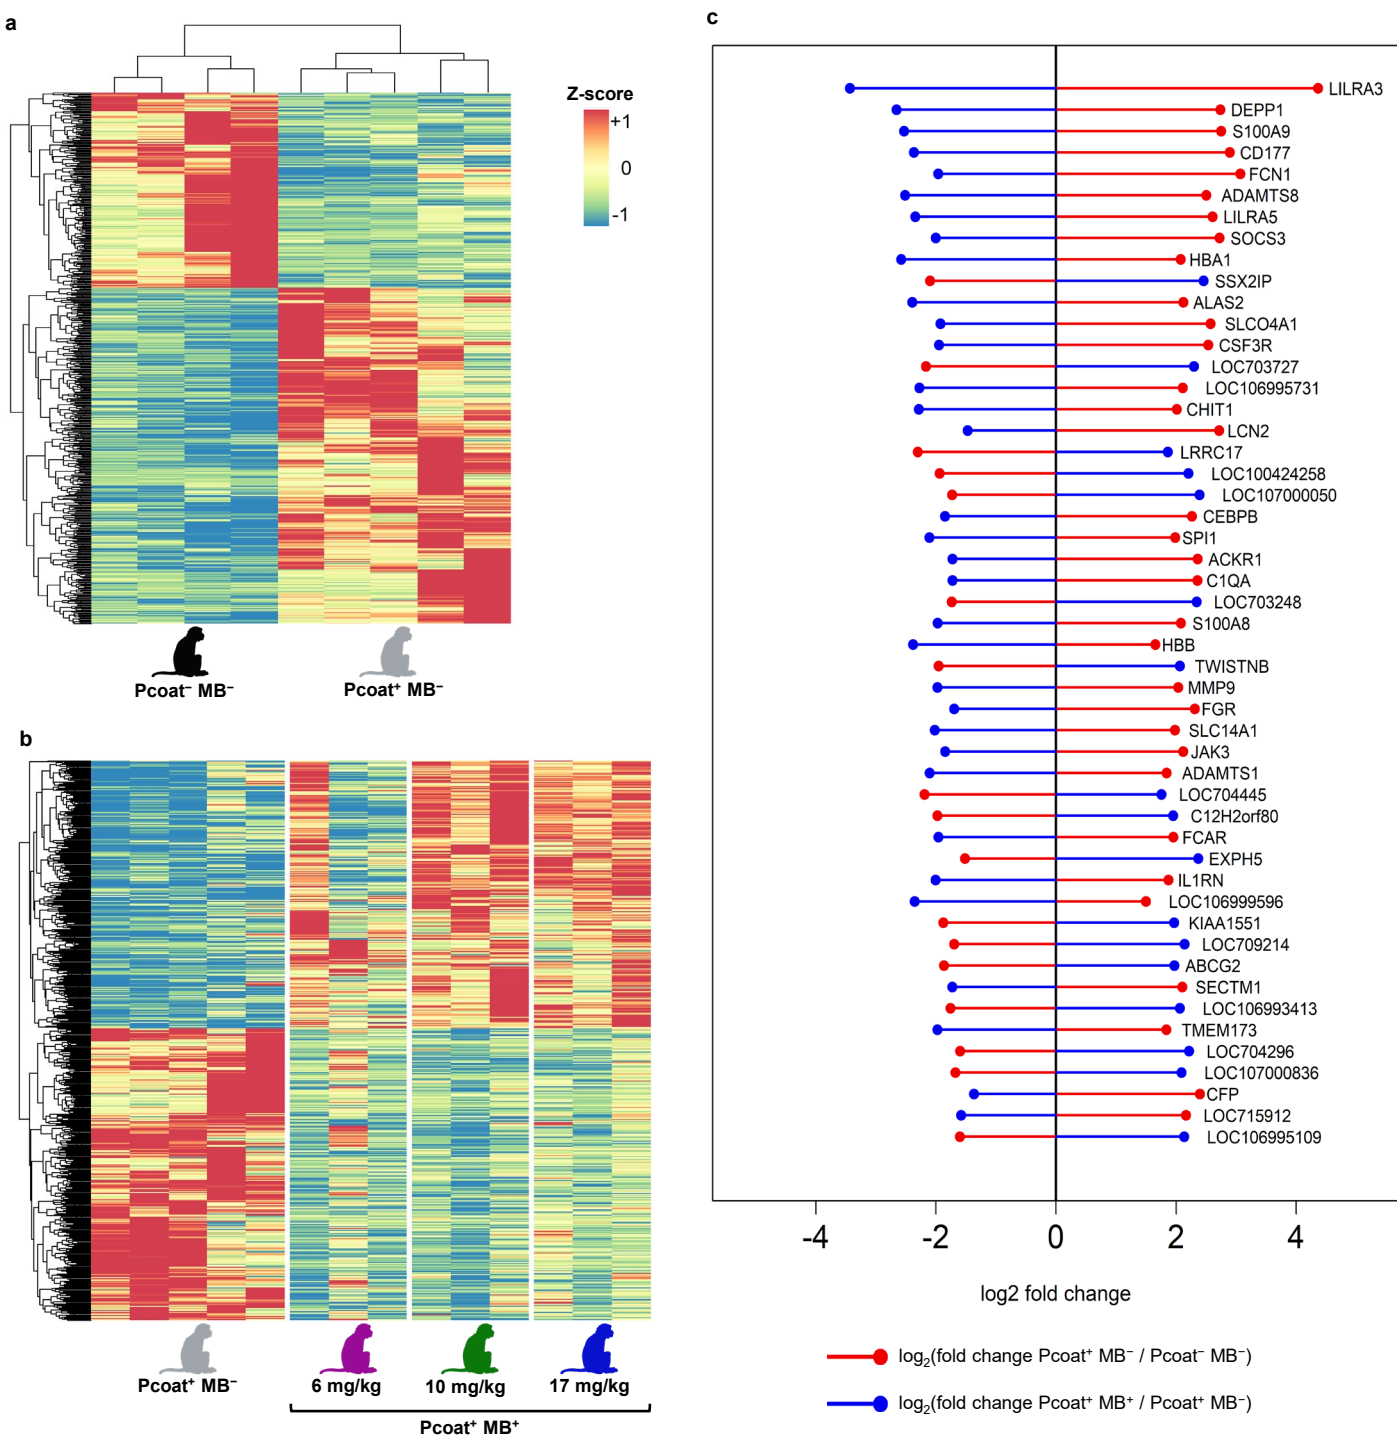 a
Z-score
+1
0
-1
Pcoat⁻ MB⁻
Pcoat⁺ MB⁻
b
Pcoat⁺ MB⁻
6 mg/kg
10 mg/kg
17 mg/kg
Pcoat⁺ MB⁺
c
LILRA3
DEPP1
S100A9
CD177
FCN1
ADAMTS8
LILRA5
SOCS3
HBA1
SSX2IP
ALAS2
SLCO4A1
CSF3R
LOC703727
LOC106995731
CHIT1
LCN2
LRRC17
LOC100424258
LOC107000050
CEBPB
SPI1
ACKR1
C1QA
LOC703248
S100A8
HBB
TWISTNB
MMP9
FGR
SLC14A1
JAK3
ADAMTS1
LOC704445
C12H2orf80
FCAR
EXPH5
IL1RN
LOC106999596
KIAA1551
LOC709214
ABCG2
SECTM1
LOC106993413
TMEM173
LOC704296
LOC107000836
CFP
LOC715912
LOC106995109
-4 -2 0 2 4
log2 fold change
log₂(fold change Pcoat⁺ MB⁻ / Pcoat⁻ MB⁻)
log₂(fold change Pcoat⁺ MB⁺ / Pcoat⁺ MB⁻)